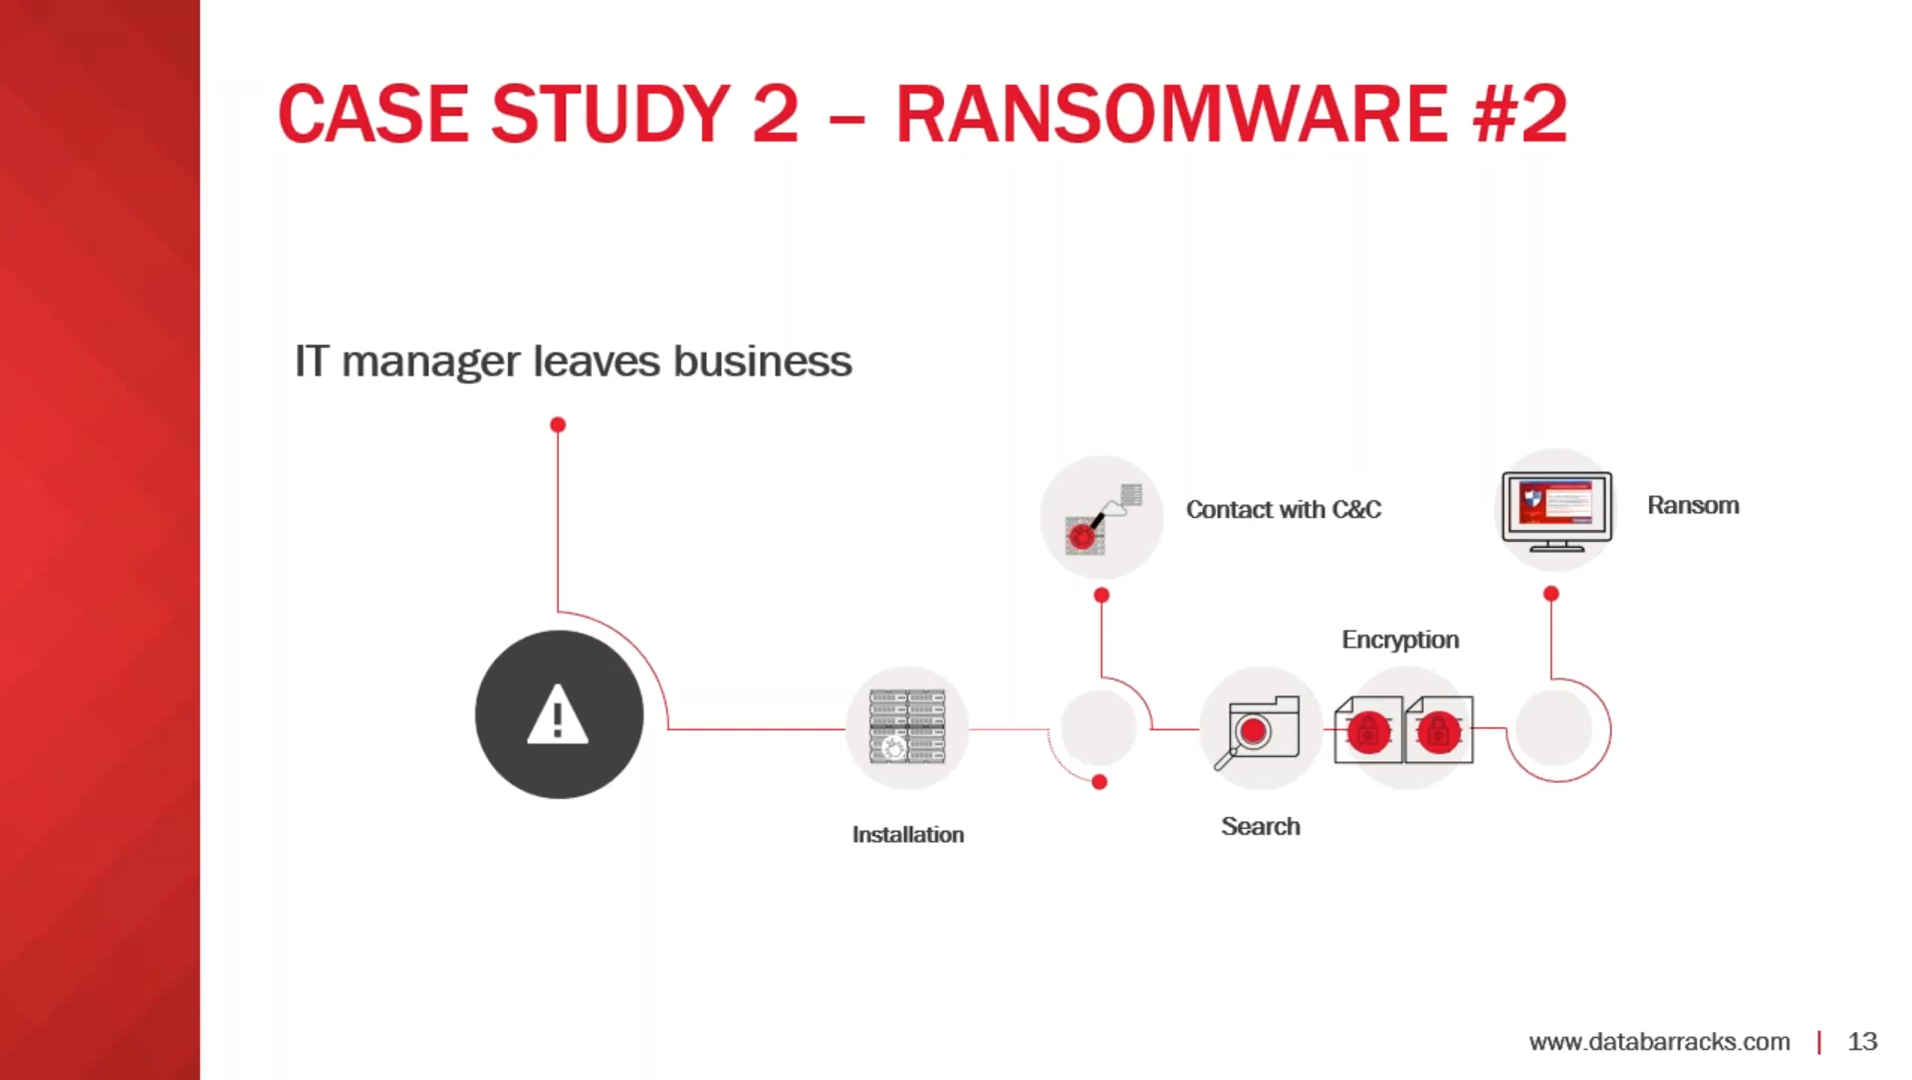 CASE STUDY 2 – RANSOMWARE #2
IT manager leaves business
Contact with C&C
Ransom
Encryption
Installation
Search
www.databarracks.com | 13